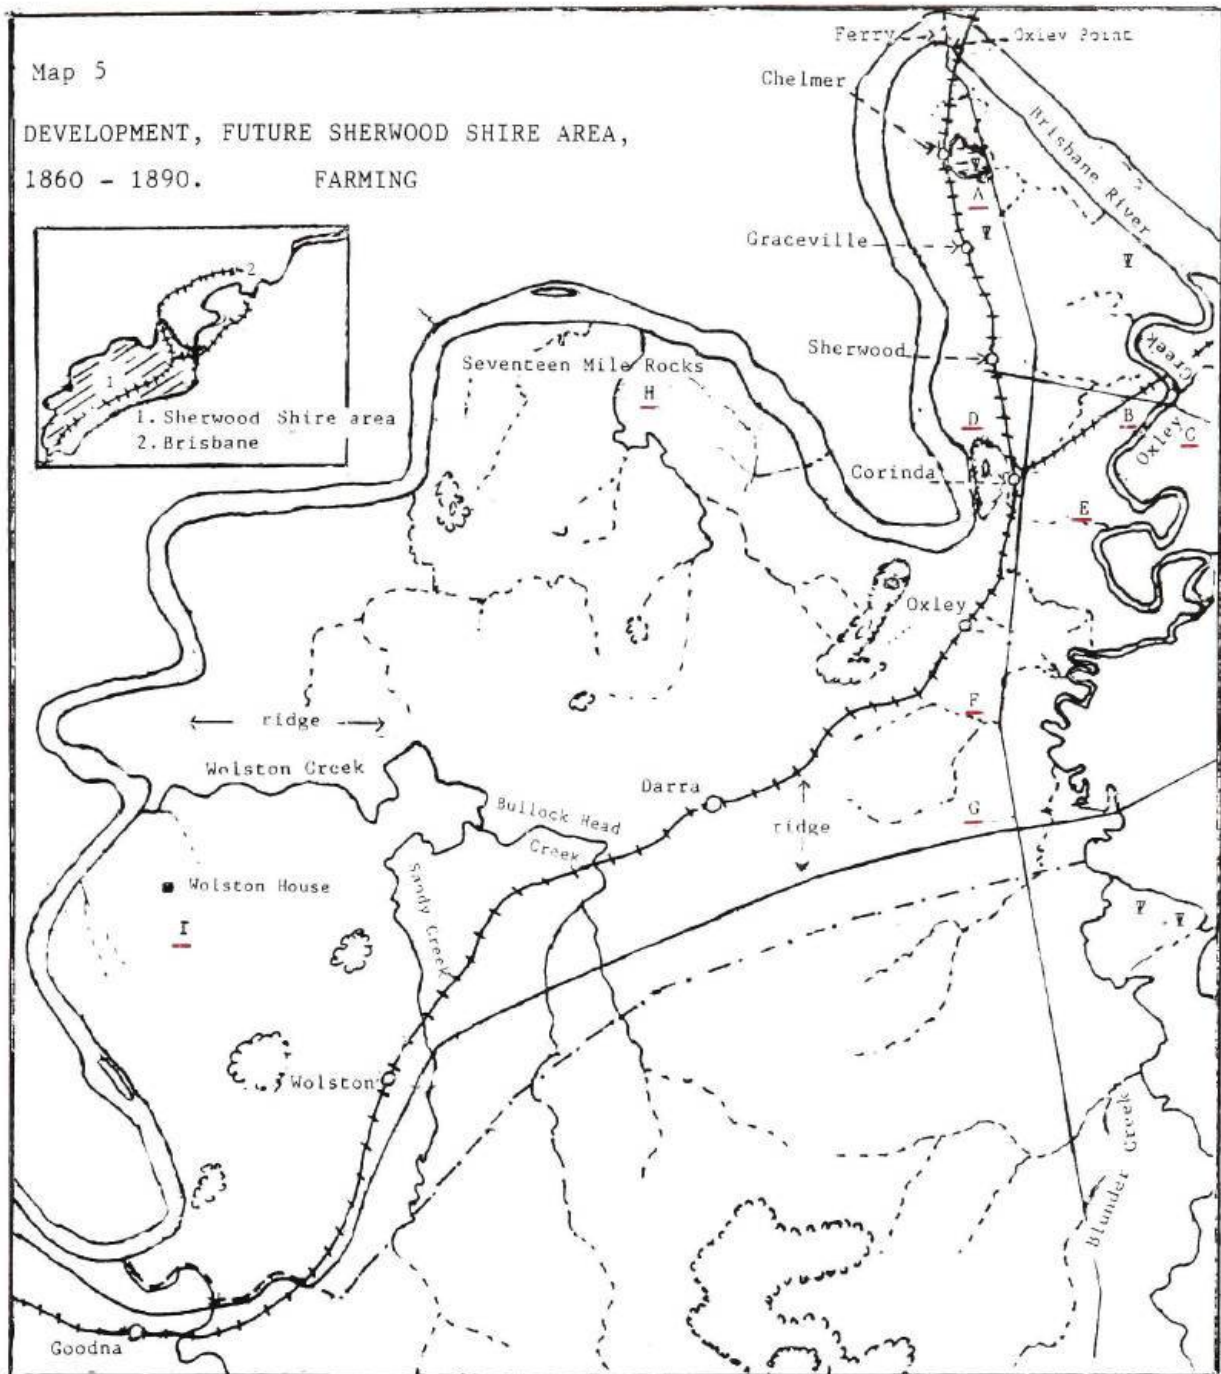 Map 5
DEVELOPMENT, FUTURE SHERWOOD SHIRE AREA,
1860 - 1890. FARMING
2
1
1. Sherwood Shire area
2. Brisbane
Ferry
Oxley Point
Chelmer
Brisbane River
A
Graceville
Sherwood
Creek
Oxley
B
C
Seventeen Mile Rocks
H
D
Corinda
E
Oxley
F
ridge
Wolston Creek
Darra
Bullock Head
Creek
ridge
G
Sandy Creek
Wolston House
I
Wolston
Blunder Creek
Goodna